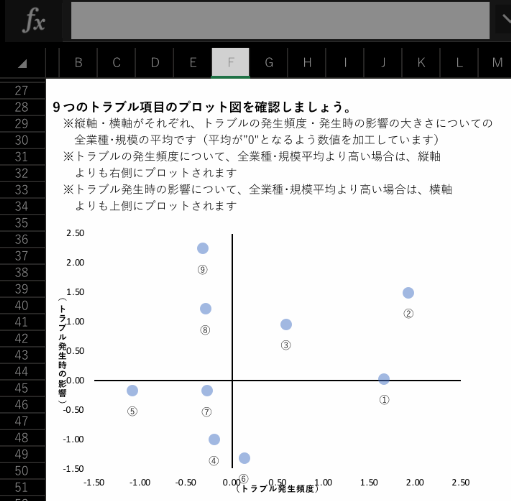 fx
B C D E F G H I J K L M
27
28 ９つのトラブル項目のプロット図を確認しましょう。
29 ※縦軸・横軸がそれぞれ、トラブルの発生頻度・発生時の影響の大きさについての
30 全業種・規模の平均です（平均が"0"となるよう数値を加工しています）
31 ※トラブルの発生頻度について、全業種・規模平均より高い場合は、縦軸
32 よりも右側にプロットされます
33 ※トラブル発生時の影響について、全業種・規模平均より高い場合は、横軸
34 よりも上側にプロットされます
35
36 2.50
37 ⑨
38 2.00
39 1.50
40 ②
41 1.00 ⑧
42 ③
43 0.50
44 0.00
45 ①
46 -0.50 ⑤ ⑦
47
48 -1.00
49 ④
50 -1.50 ⑥
51
（トラブル発生時の影響）
-1.50 -1.00 -0.50 0.00 0.50 1.00 1.50 2.00 2.50
（トラブル発生頻度）